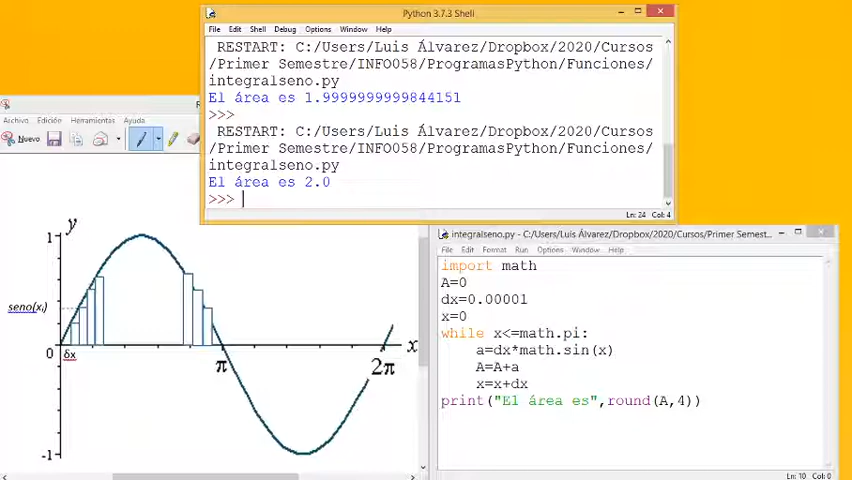 Python 3.7.3 Shell
File Edit Shell Debug Options Window Help
RESTART: C:/Users/Luis Álvarez/Dropbox/2020/Cursos
/Primer Semestre/INFO058/ProgramasPython/Funciones/
integralseno.py
El área es 1.9999999999844151
>>>
RESTART: C:/Users/Luis Álvarez/Dropbox/2020/Cursos
/Primer Semestre/INFO058/ProgramasPython/Funciones/
integralseno.py
El área es 2.0
>>>
Ln: 24 Col: 4
Archivo Edición Herramientas Ayuda
Nuevo
y
1
seno(xᵢ)
0
δx
π
2π
x
-1
integralseno.py - C:/Users/Luis Álvarez/Dropbox/2020/Cursos/Primer Semest...
File Edit Format Run Options Window Help
import math
A=0
dx=0.00001
x=0
while x<=math.pi:
a=dx*math.sin(x)
A=A+a
x=x+dx
print("El área es",round(A,4))
Ln: 10 Col: 0